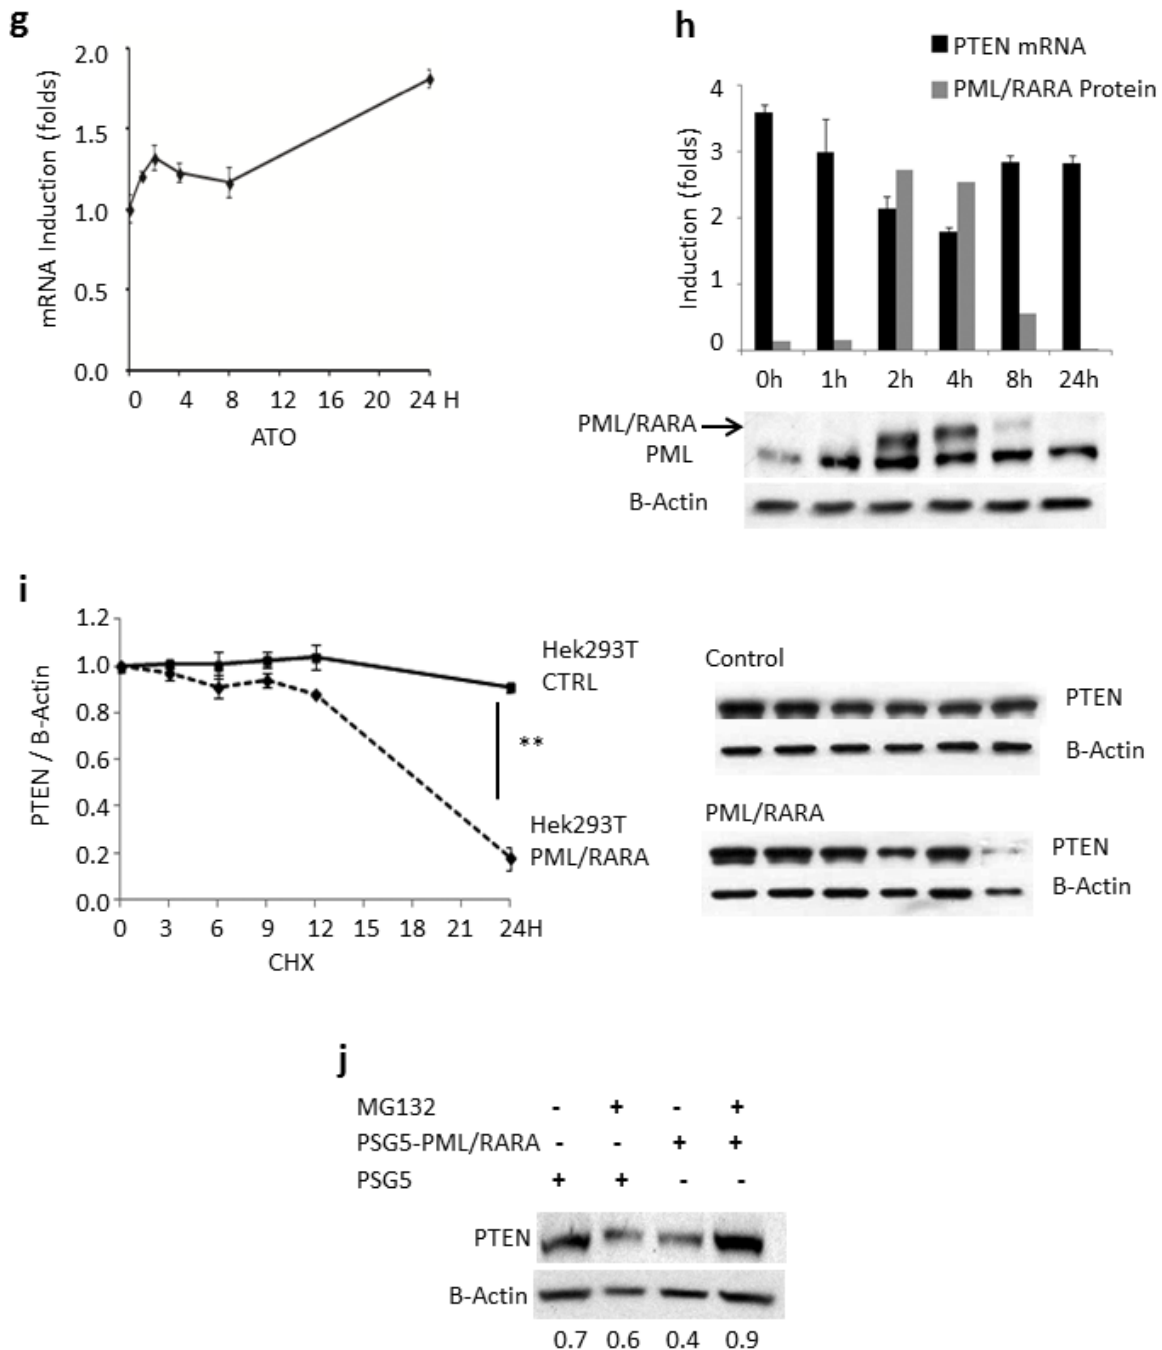 g
mRNA Induction (folds)
2.0
1.5
1.0
0.5
0.0
0 4 8 12 16 20 24 H
ATO
h
PTEN mRNA
PML/RARA Protein
Induction (folds)
4
3
2
1
0
0h 1h 2h 4h 8h 24h
PML/RARA
PML
B-Actin
i
PTEN / B-Actin
1.2
1.0
0.8
0.6
0.4
0.2
0.0
0 3 6 9 12 15 18 21 24H
CHX
Hek293T
CTRL
**
Hek293T
PML/RARA
Control
PTEN
B-Actin
PML/RARA
PTEN
B-Actin
j
MG132 - + - +
PSG5-PML/RARA - - + +
PSG5 + + - -
PTEN
B-Actin
0.7 0.6 0.4 0.9